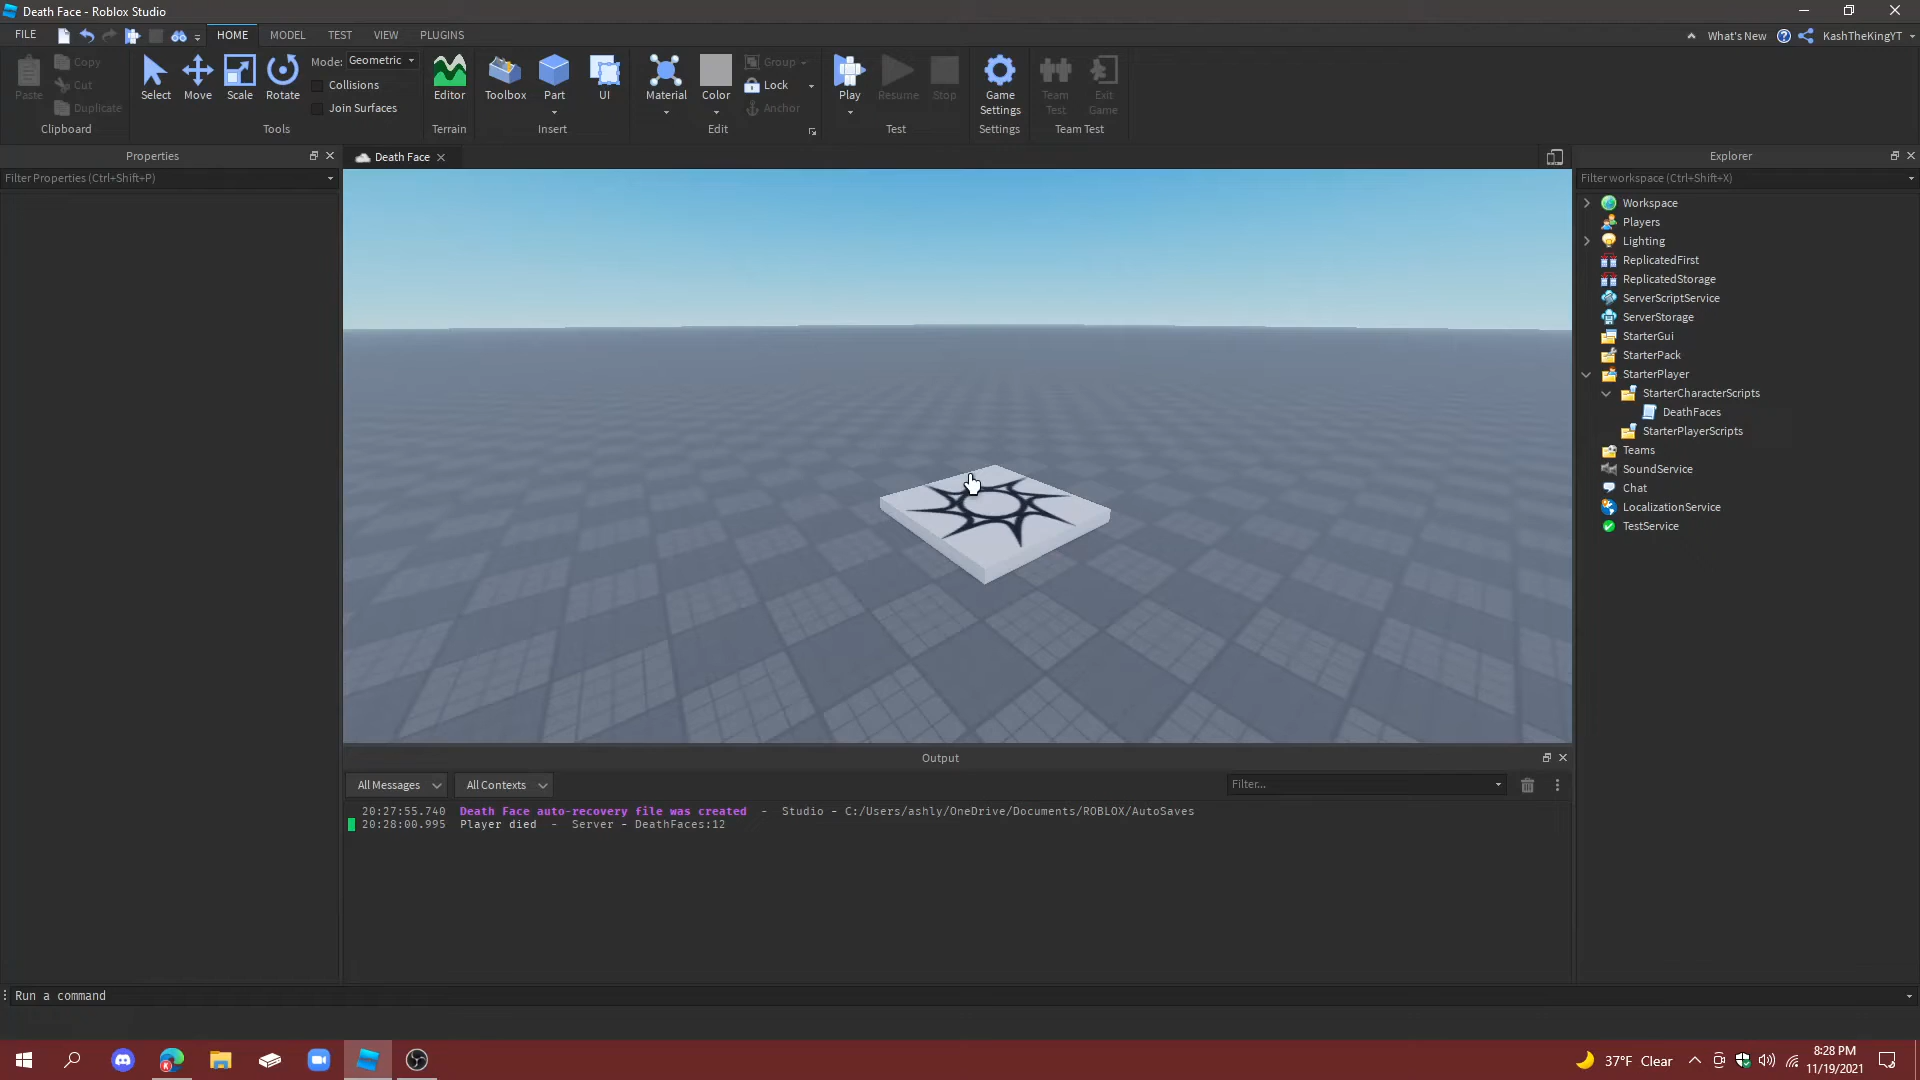 Death Face - Roblox Studio
FILE HOME MODEL TEST VIEW PLUGINS What's New KashTheKingYT
Paste Copy Cut Duplicate Clipboard
Select Move Scale Rotate Mode: Geometric Collisions Join Surfaces Tools
Editor Terrain
Toolbox Part UI Insert
Material Color Group Lock Anchor Edit
Play Resume Stop Test
Game Settings Settings
Team Test Exit Game Team Test
Properties
Filter Properties (Ctrl+Shift+P)
Death Face
Explorer
Filter workspace (Ctrl+Shift+X)
Workspace
Players
Lighting
ReplicatedFirst
ReplicatedStorage
ServerScriptService
ServerStorage
StarterGui
StarterPack
StarterPlayer
StarterCharacterScripts
DeathFaces
StarterPlayerScripts
Teams
SoundService
Chat
LocalizationService
TestService
Output
All Messages All Contexts Filter...
20:27:55.740 Death Face auto-recovery file was created - Studio - C:/Users/ashly/OneDrive/Documents/ROBLOX/AutoSaves
20:28:00.995 Player died - Server - DeathFaces:12
Run a command
37°F Clear
8:28 PM
11/19/2021